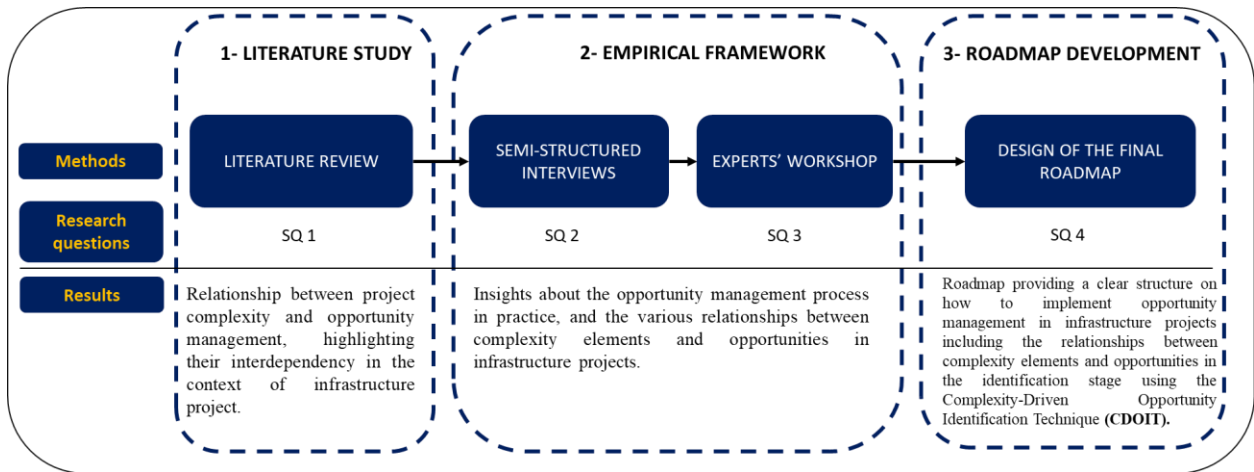 1- LITERATURE STUDY
2- EMPIRICAL FRAMEWORK
3- ROADMAP DEVELOPMENT
Methods
LITERATURE REVIEW
SEMI-STRUCTURED
INTERVIEWS
EXPERTS' WORKSHOP
DESIGN OF THE FINAL
ROADMAP
Research
questions
SQ 1
SQ 2
SQ 3
SQ 4
Results
Relationship between project
complexity and opportunity
management, highlighting
their interdependency in the
context of infrastructure
project.
Insights about the opportunity management process
in practice, and the various relationships between
complexity elements and opportunities in
infrastructure projects.
Roadmap providing a clear structure on
how to implement opportunity
management in infrastructure projects
including the relationships between
complexity elements and opportunities in
the identification stage using the
Complexity-Driven Opportunity
Identification Technique (CDOIT).